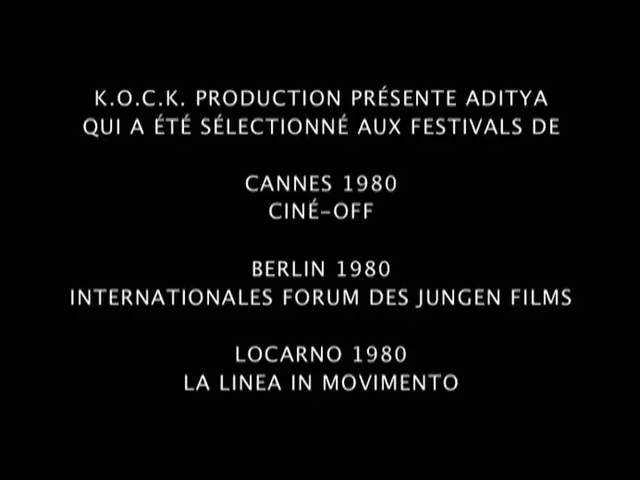 K.O.C.K. PRODUCTION PRÉSENTE ADITYA
QUI A ÉTÉ SÉLECTIONNÉ AUX FESTIVALS DE
CANNES 1980
CINÉ-OFF
BERLIN 1980
INTERNATIONALES FORUM DES JUNGEN FILMS
LOCARNO 1980
LA LINEA IN MOVIMENTO